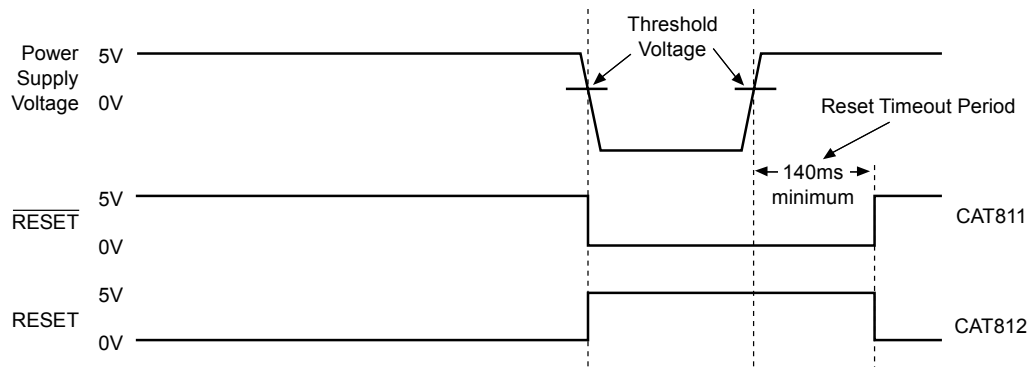 Threshold
Voltage
Power
Supply
Voltage
5V
0V
Reset Timeout Period
140ms
minimum
RESET
5V
0V
CAT811
RESET
5V
0V
CAT812